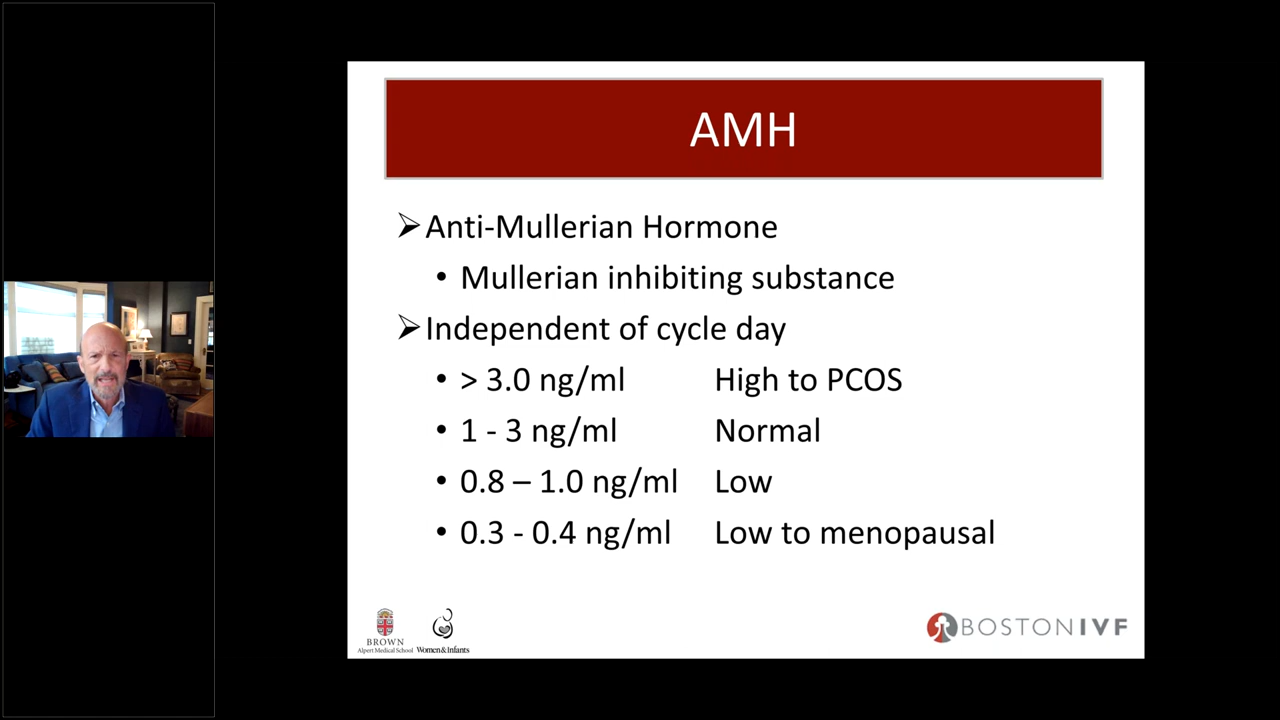 AMH
➢Anti-Mullerian Hormone
• Mullerian inhibiting substance
➢Independent of cycle day
• > 3.0 ng/ml High to PCOS
• 1 - 3 ng/ml Normal
• 0.8 – 1.0 ng/ml Low
• 0.3 - 0.4 ng/ml Low to menopausal
BROWN
Alpert Medical School
Women & Infants
BOSTONIVF